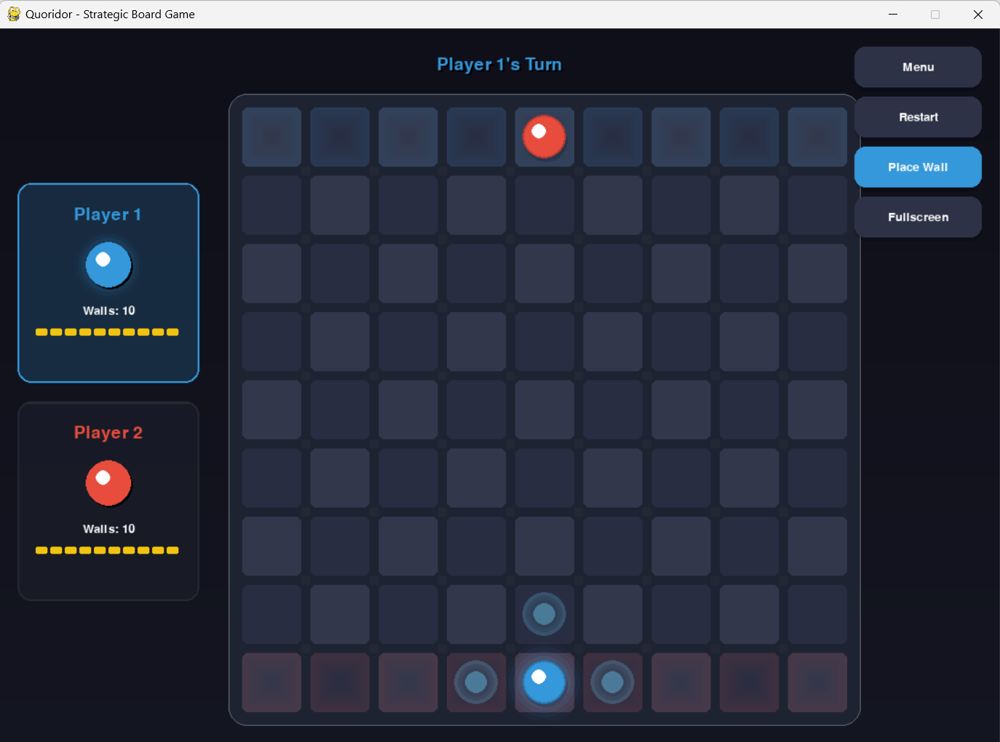 Quoridor - Strategic Board Game
Player 1's Turn
Menu
Restart
Place Wall
Fullscreen
Player 1
Walls: 10
Player 2
Walls: 10